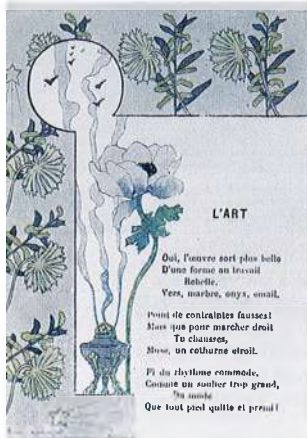 L'ART
Oui, l'œuvre sort plus belle
D'une forme au travail
Rebelle.
Vers, marbre, onyx, émail.
Point de contraintes fausses!
Mais que pour marcher droit
Tu chausses,
Muse, un cothurne étroit.
Fi du rhythme commode,
Comme un soulier trop grand,
Du mode
Que tout pied quitte et prend!